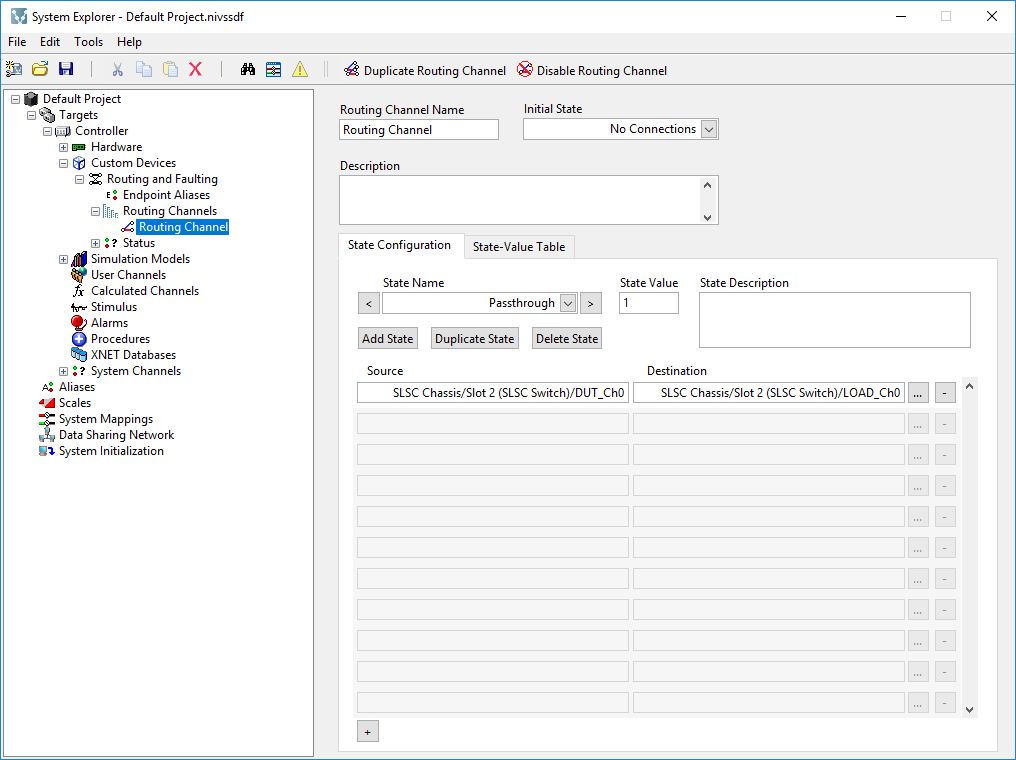 System Explorer - Default Project.nivssdf
File Edit Tools Help
Duplicate Routing Channel Disable Routing Channel
Default Project
Targets
Controller
Hardware
Custom Devices
Routing and Faulting
Endpoint Aliases
Routing Channels
Routing Channel
Status
Simulation Models
User Channels
Calculated Channels
Stimulus
Alarms
Procedures
XNET Databases
System Channels
Aliases
Scales
System Mappings
Data Sharing Network
System Initialization
Routing Channel Name Initial State
Routing Channel No Connections
Description
State Configuration State-Value Table
State Name State Value State Description
< Passthrough > 1
Add State Duplicate State Delete State
Source Destination
SLSC Chassis/Slot 2 (SLSC Switch)/DUT_Ch0 SLSC Chassis/Slot 2 (SLSC Switch)/LOAD_Ch0 ... -
... -
... -
... -
... -
... -
... -
... -
... -
... -
... -
+